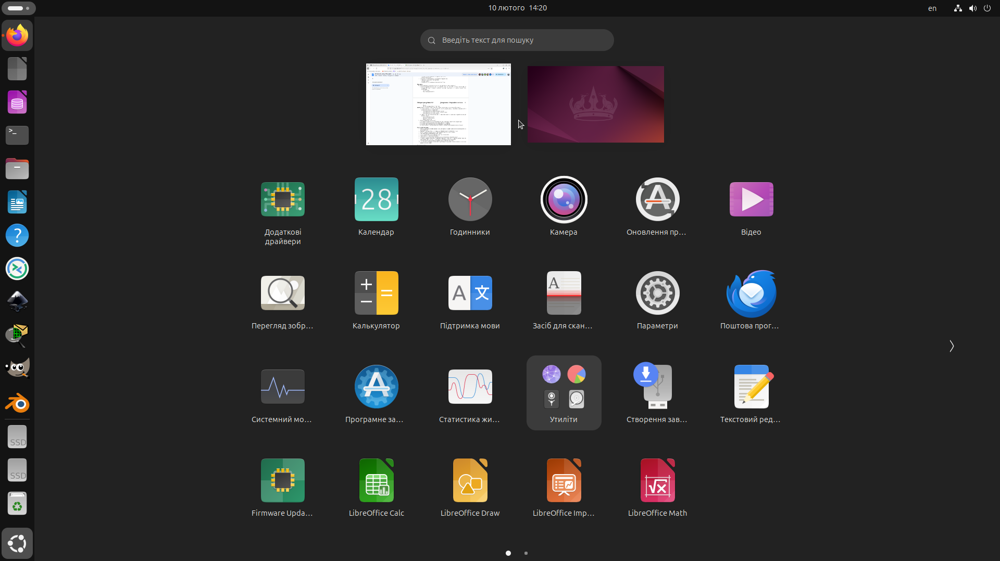 10 лютого 14:20
en
Введіть текст для пошуку
28
Додаткові
драйвери
Календар
Годинники
Камера
Оновлення пр…
Відео
Перегляд зобр…
Калькулятор
Підтримка мови
Засіб для скан…
Параметри
Поштова прог…
Системний мо…
Програмне за…
Статистика жи…
Утиліти
Створення зав…
Текстовий ред…
SSD
SSD
Firmware Upda…
LibreOffice Calc
LibreOffice Draw
LibreOffice Imp…
LibreOffice Math